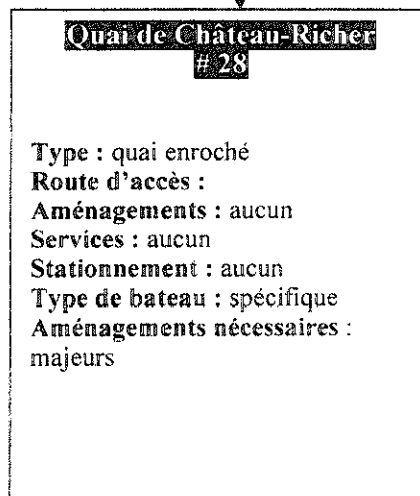 Quai de Château-Richer
# 28
Type : quai enroché
Route d'accès :
Aménagements : aucun
Services : aucun
Stationnement : aucun
Type de bateau : spécifique
Aménagements nécessaires :
majeurs